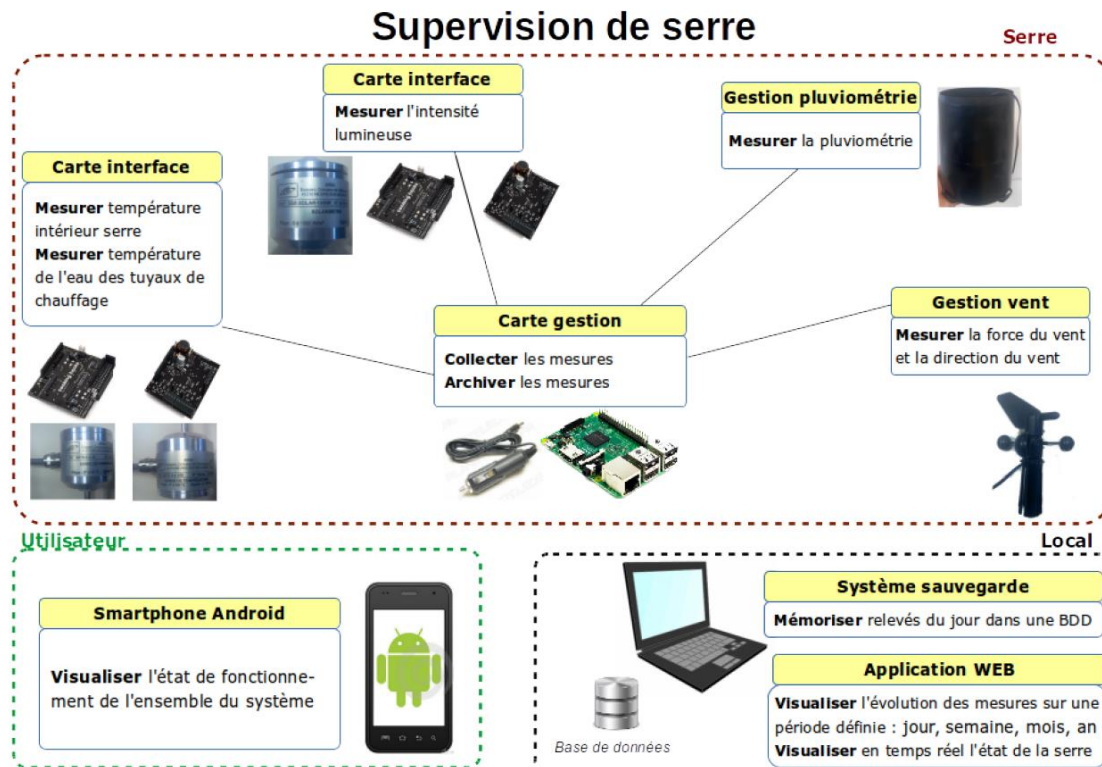 Supervision de serre
Serre
Carte interface
Mesurer l'intensité
lumineuse
Gestion pluviométrie
Mesurer la pluviométrie
Carte interface
Mesurer température
intérieur serre
Mesurer température
de l'eau des tuyaux de
chauffage
Carte gestion
Collecter les mesures
Archiver les mesures
Gestion vent
Mesurer la force du vent
et la direction du vent
Utilisateur
Smartphone Android
Visualiser l'état de fonctionne-
ment de l'ensemble du système
Local
Système sauvegarde
Mémoriser relevés du jour dans une BDD
Application WEB
Visualiser l'évolution des mesures sur une
période définie : jour, semaine, mois, an
Visualiser en temps réel l'état de la serre
Base de données